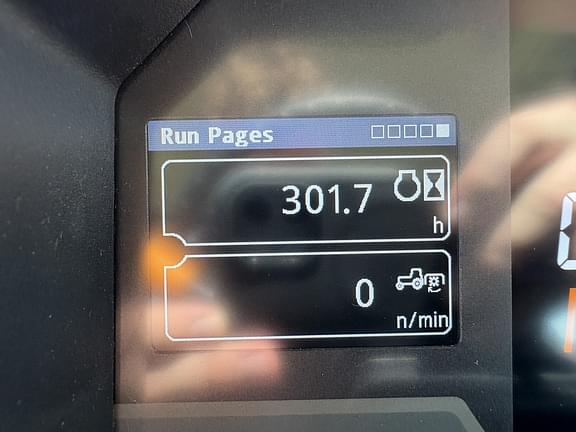 Run Pages
301.7
h
0
n/min